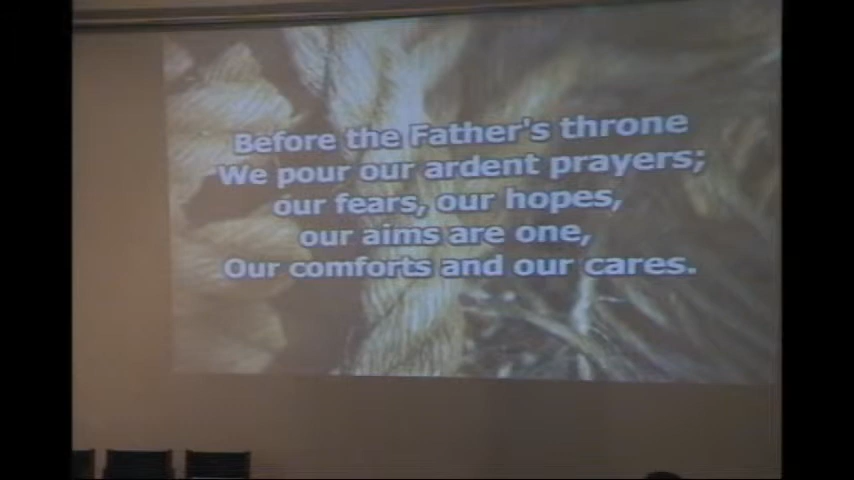 Before the Father's throne
We pour our ardent prayers;
our fears, our hopes,
our aims are one,
Our comforts and our cares.